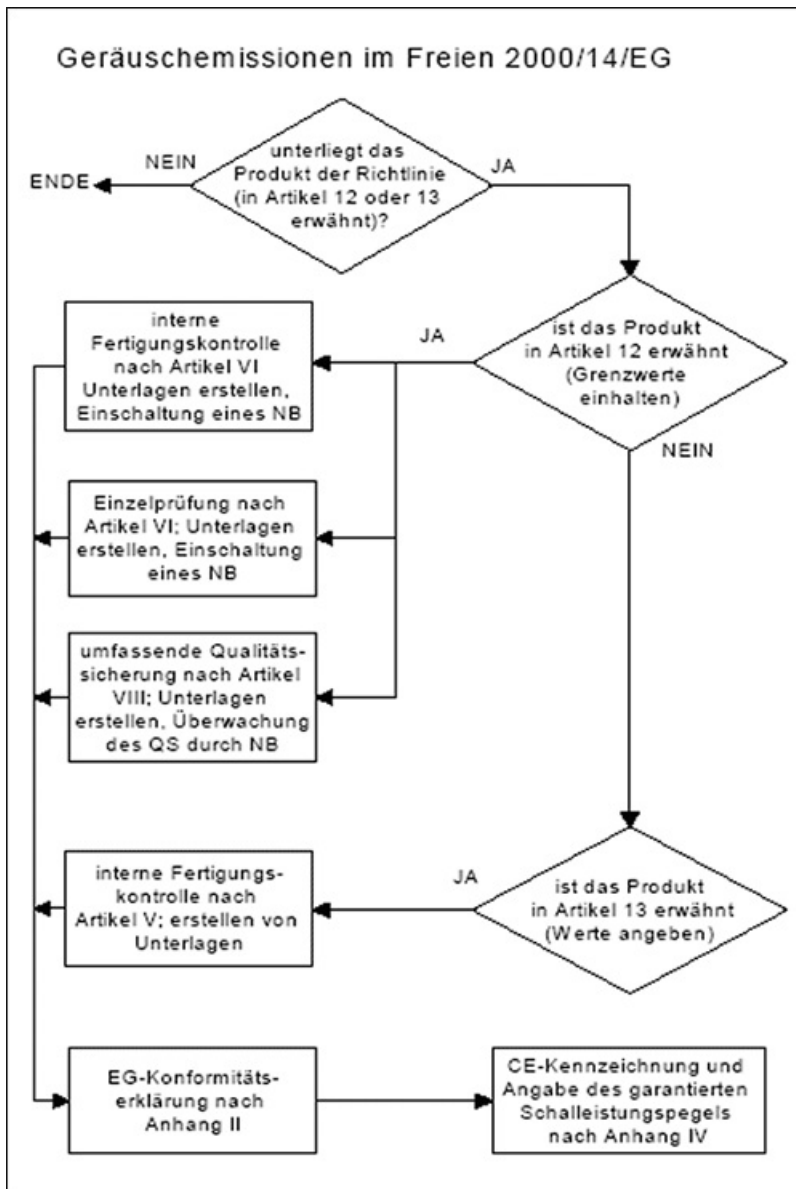 Geräuschemissionen im Freien 2000/14/EG
unterliegt das
Produkt der Richtlinie
(in Artikel 12 oder 13
erwähnt)?
NEIN
ENDE
JA
ist das Produkt
in Artikel 12 erwähnt
(Grenzwerte
einhalten)
JA
NEIN
interne
Fertigungskontrolle
nach Artikel VI
Unterlagen erstellen,
Einschaltung eines NB
Einzelprüfung nach
Artikel VI; Unterlagen
erstellen, Einschaltung
eines NB
umfassende Qualitäts-
sicherung nach Artikel
VIII; Unterlagen
erstellen, Überwachung
des QS durch NB
ist das Produkt
in Artikel 13 erwähnt
(Werte angeben)
JA
interne Fertigungs-
kontrolle nach
Artikel V; erstellen von
Unterlagen
EG-Konformitäts-
erklärung nach
Anhang II
CE-Kennzeichnung und
Angabe des garantierten
Schalleistungspegels
nach Anhang IV